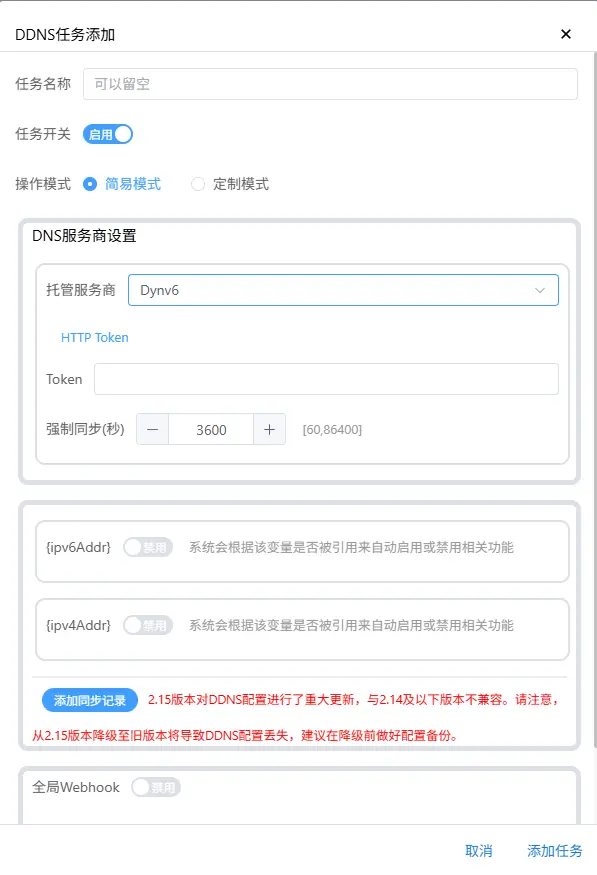 DDNS任务添加
任务名称 可以留空
任务开关 启用
操作模式 简易模式 定制模式
DNS服务商设置
托管服务商 Dynv6
HTTP Token
Token
强制同步(秒) 3600 [60,86400]
{ipv6Addr} 禁用 系统会根据该变量是否被引用来自动启用或禁用相关功能
{ipv4Addr} 禁用 系统会根据该变量是否被引用来自动启用或禁用相关功能
添加同步记录 2.15版本对DDNS配置进行了重大更新，与2.14及以下版本不兼容。请注意，
从2.15版本降级至旧版本将导致DDNS配置丢失，建议在降级前做好配置备份。
全局Webhook 禁用
取消 添加任务